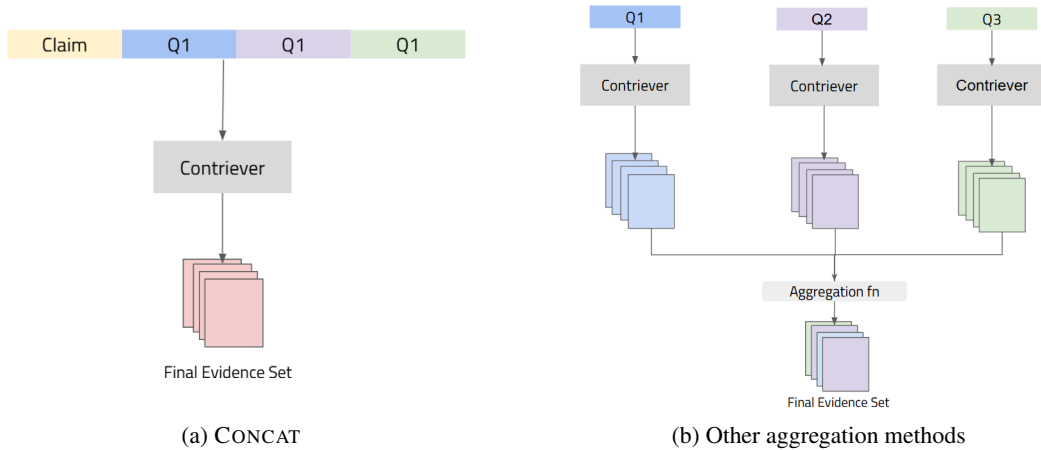 Claim Q1 Q1 Q1
Contriever
Final Evidence Set
(a) CONCAT
Q1 Q2 Q3
Contriever Contriever Contriever
Aggregation fn
Final Evidence Set
(b) Other aggregation methods